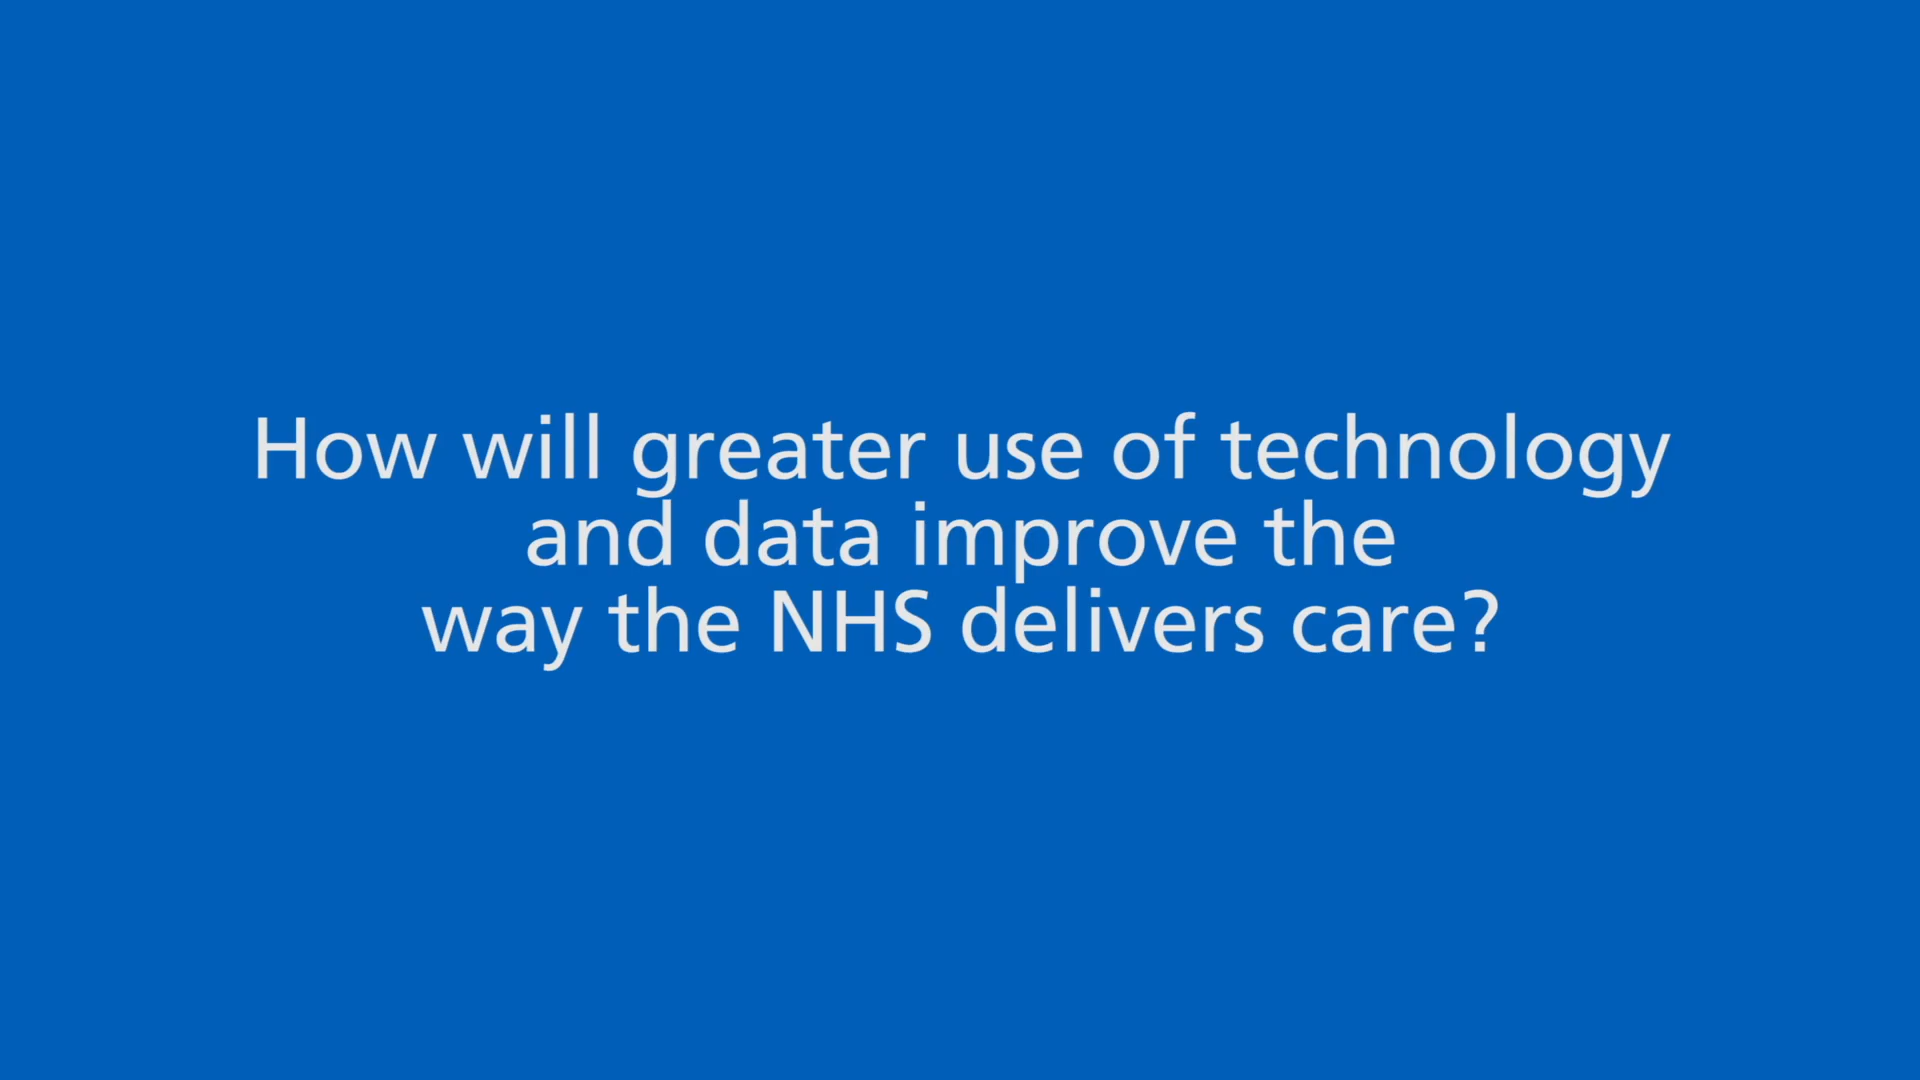 How will greater use of technology
and data improve the
way the NHS delivers care?